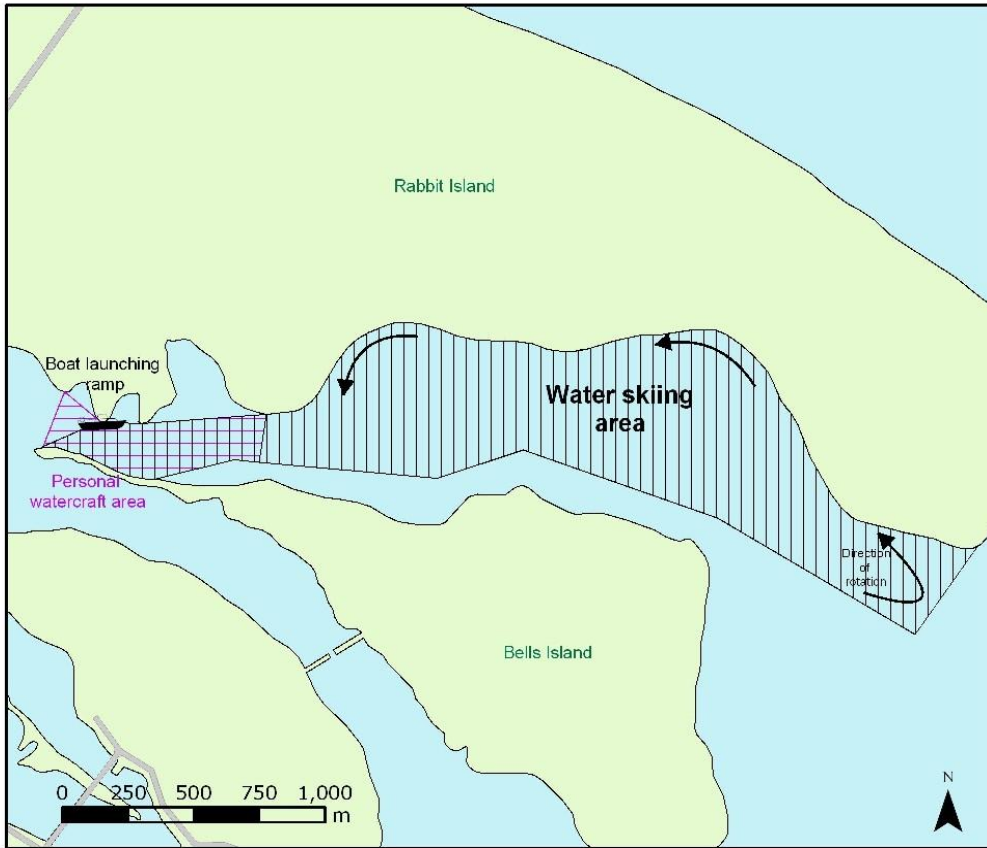 Rabbit Island
Boat launching
ramp
Water skiing
area
Personal
watercraft area
Direction
of
rotation
Bells Island
0 250 500 750 1,000
m
N